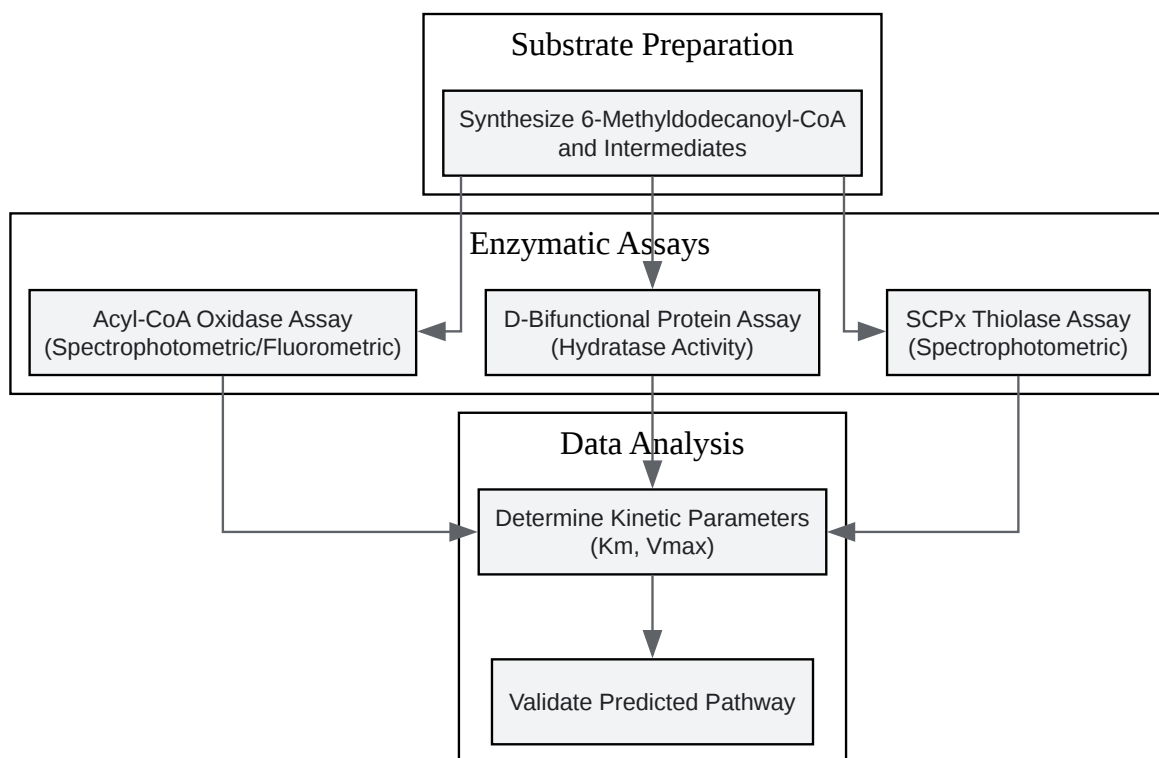 Substrate Preparation
Synthesize 6-Methyldodecanoyl-CoA
and Intermediates
Enzymatic Assays
Acyl-CoA Oxidase Assay
(Spectrophotometric/Fluorometric)
D-Bifunctional Protein Assay
(Hydratase Activity)
SCPx Thiolase Assay
(Spectrophotometric)
Data Analysis
Determine Kinetic Parameters
(Km, Vmax)
Validate Predicted Pathway